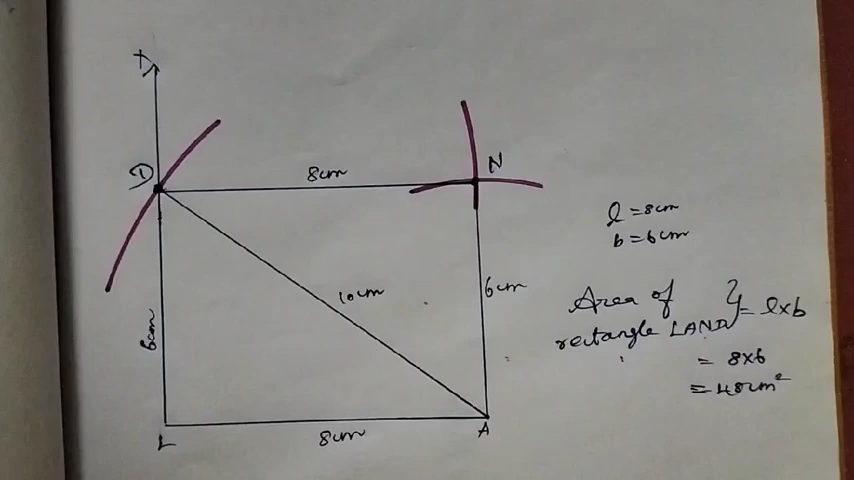 X
D
8cm
N
6cm
10cm
6cm
L
8cm
A
l = 8cm
b = 6cm
Area of
rectangle LAND } = l×b
= 8×6
= 48cm²